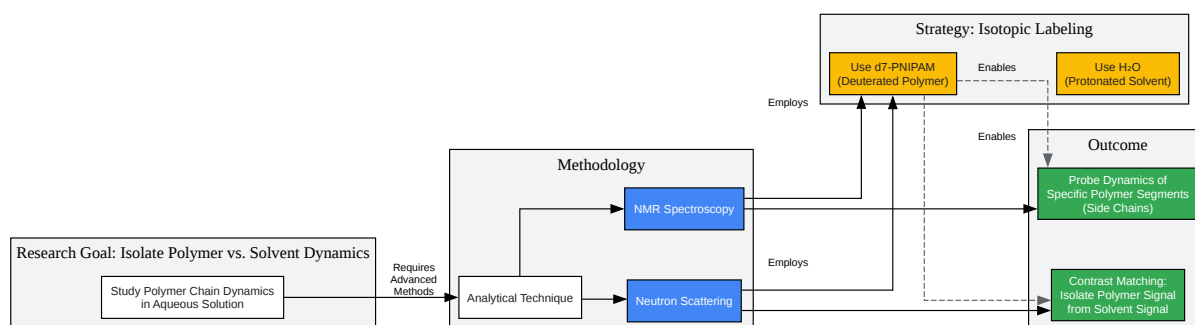 Strategy: Isotopic Labeling
Use d7-PNIPAM
(Deuterated Polymer)
Enables
Use H₂O
(Protonated Solvent)
Employs
Enables
Outcome
Methodology
Probe Dynamics of
Specific Polymer Segments
(Side Chains)
NMR Spectroscopy
Research Goal: Isolate Polymer vs. Solvent Dynamics
Requires
Advanced
Methods
Employs
Study Polymer Chain Dynamics
in Aqueous Solution
Analytical Technique
Neutron Scattering
Contrast Matching:
Isolate Polymer Signal
from Solvent Signal